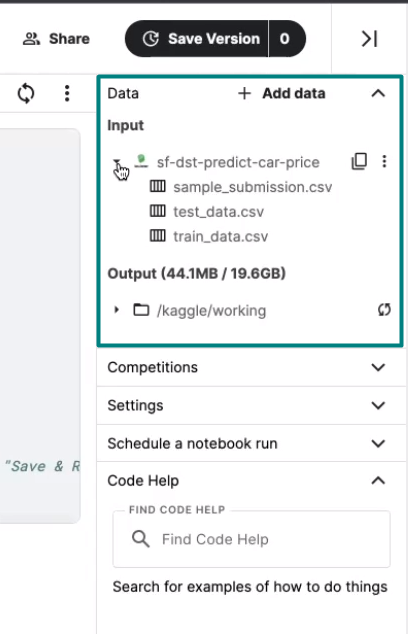 Share
Save Version 0
Data + Add data
Input
sf-dst-predict-car-price
sample_submission.csv
test_data.csv
train_data.csv
Output (44.1MB / 19.6GB)
/kaggle/working
Competitions
Settings
"Save & R
Schedule a notebook run
Code Help
FIND CODE HELP
Find Code Help
Search for examples of how to do things